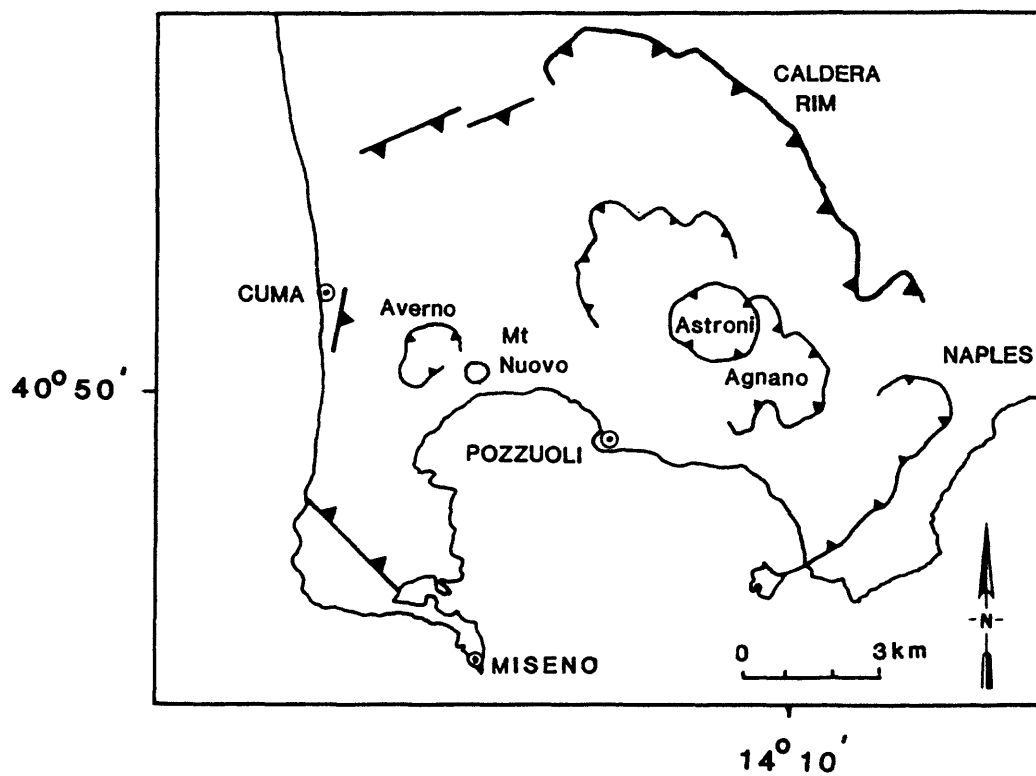 CALDERA
RIM
CUMA
Averno
Mt
Nuovo
Astroni
Agnano
NAPLES
40° 50'
POZZUOLI
MISENO
0 3 km
-N-
14° 10'